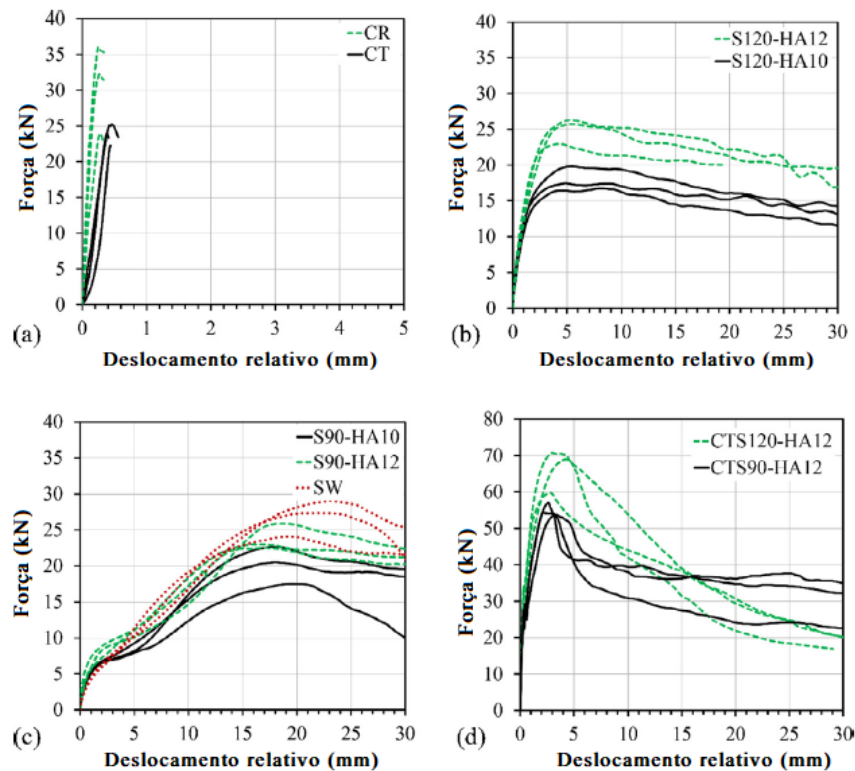 40
35
30
25
20
15
10
5
0
Força (kN)
CR
CT
0 1 2 3 4 5
(a)
Deslocamento relativo (mm)
40
35
30
25
20
15
10
5
0
Força (kN)
S120-HA12
S120-HA10
0 5 10 15 20 25 30
(b)
Deslocamento relativo (mm)
40
35
30
25
20
15
10
5
0
Força (kN)
S90-HA10
S90-HA12
SW
0 5 10 15 20 25 30
(c)
Deslocamento relativo (mm)
80
70
60
50
40
30
20
10
0
Força (kN)
CTS120-HA12
CTS90-HA12
0 5 10 15 20 25 30
(d)
Deslocamento relativo (mm)